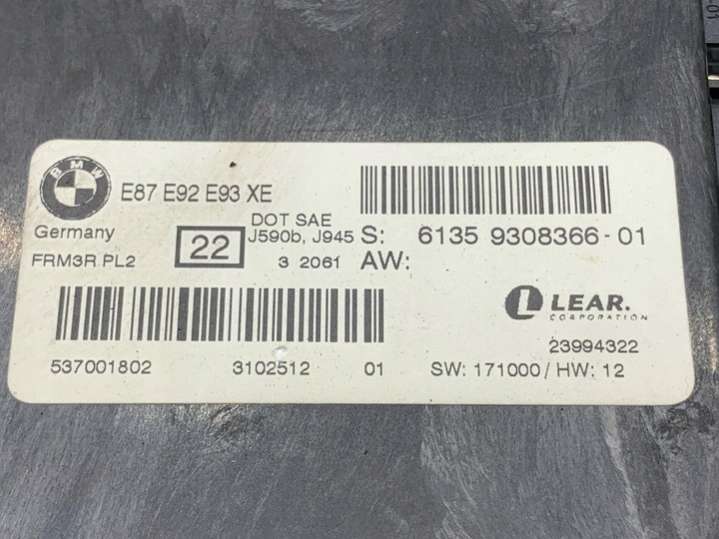 BMW
E87 E92 E93 XE
Germany
22
DOT SAE
J590b, J945
FRM3R PL2
3 2061
S: 6135 9308366-01
AW:
LEAR.
CORPORATION
23994322
537001802 3102512 01
SW: 171000 / HW: 12